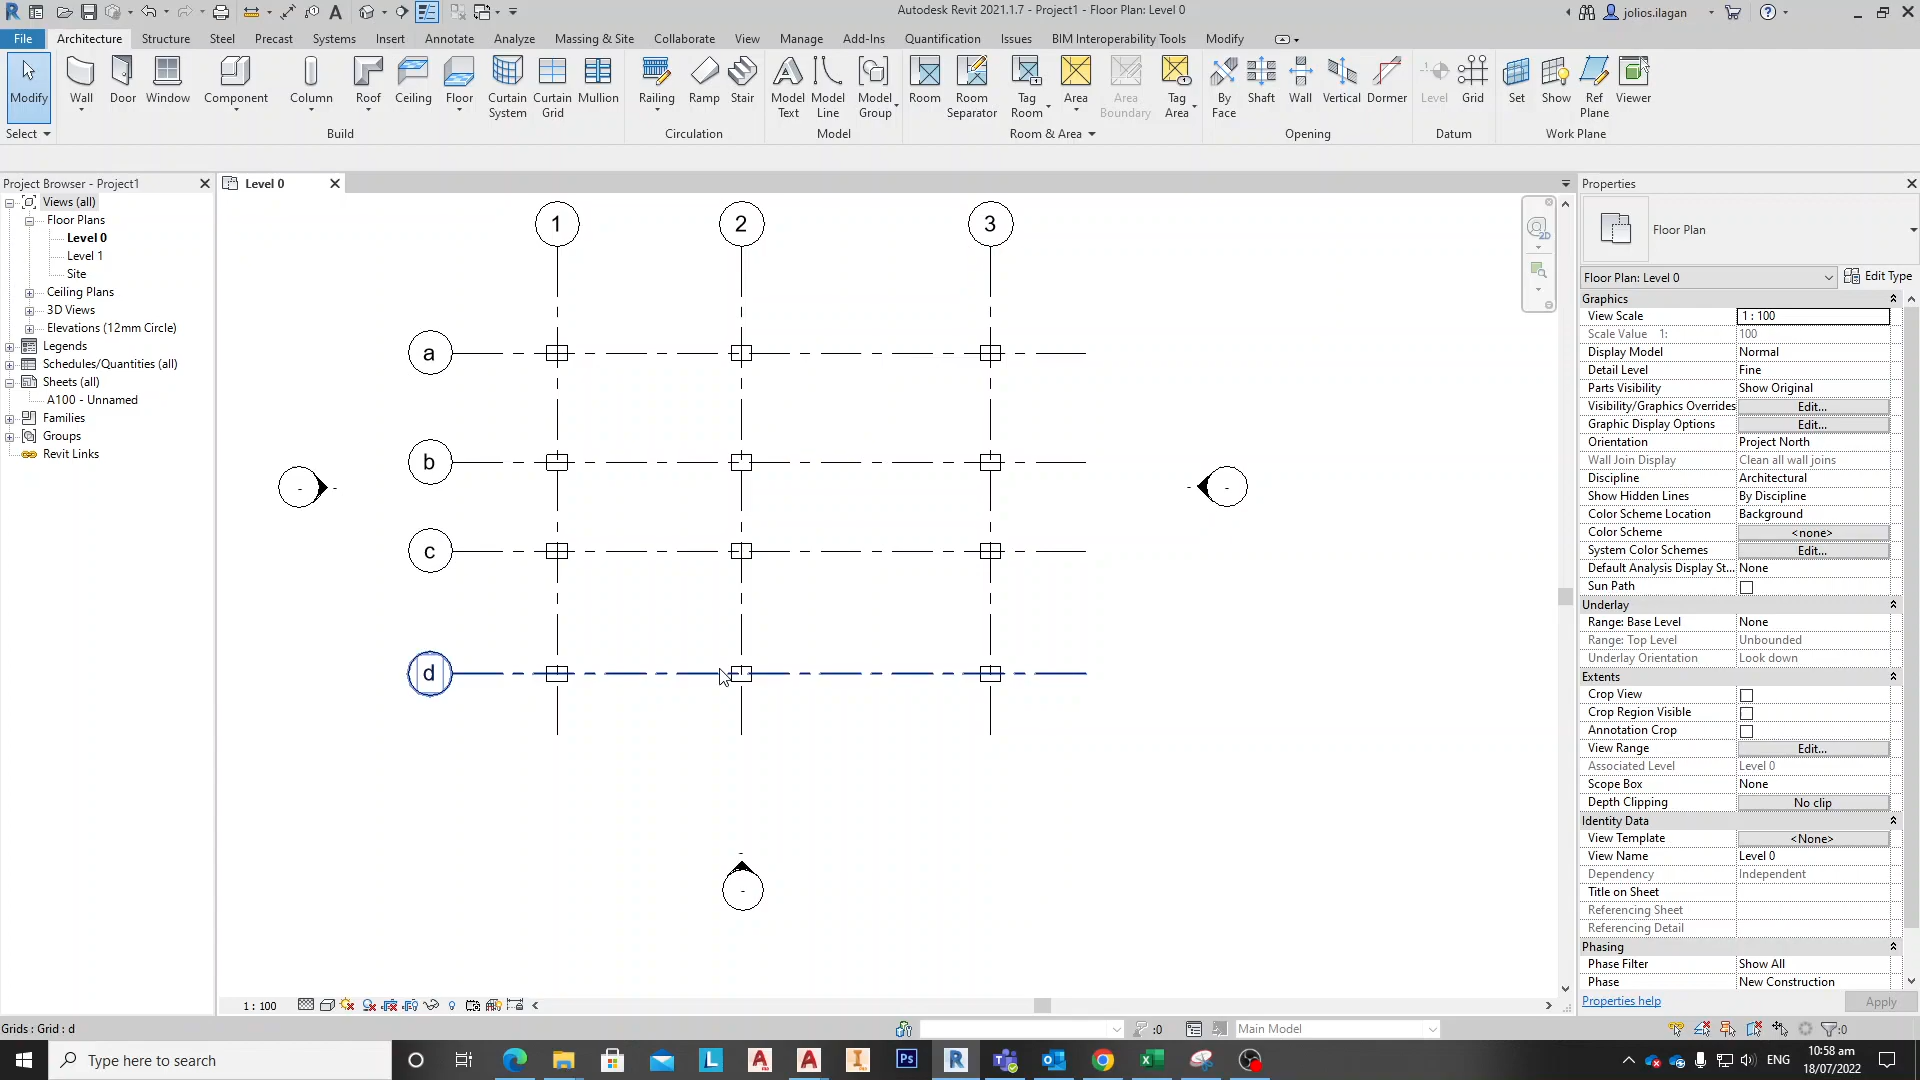 Autodesk Revit 2021.1.7 - Project1 - Floor Plan: Level 0
jolios.ilagan
File Architecture Structure Steel Precast Systems Insert Annotate Analyze Massing & Site Collaborate View Manage Add-Ins Quantification Issues BIM Interoperability Tools Modify
Modify Wall Door Window Component Column Roof Ceiling Floor Curtain System Curtain Grid Mullion Railing Ramp Stair Model Text Model Line Model Group Room Room Separator Tag Room Area Area Boundary Tag Area By Face Shaft Wall Vertical Dormer Level Grid Set Show Ref Plane Viewer
Select Build Circulation Model Room & Area Opening Datum Work Plane
Project Browser - Project1
Views (all)
Floor Plans
Level 0
Level 1
Site
Ceiling Plans
3D Views
Elevations (12mm Circle)
Legends
Schedules/Quantities (all)
Sheets (all)
A100 - Unnamed
Families
Groups
Revit Links
Level 0
1 2 3
a
b
c
d
1 : 100
Properties
Floor Plan
Floor Plan: Level 0 Edit Type
Graphics
View Scale 1 : 100
Scale Value 1: 100
Display Model Normal
Detail Level Fine
Parts Visibility Show Original
Visibility/Graphics Overrides Edit...
Graphic Display Options Edit...
Orientation Project North
Wall Join Display Clean all wall joins
Discipline Architectural
Show Hidden Lines By Discipline
Color Scheme Location Background
Color Scheme <none>
System Color Schemes Edit...
Default Analysis Display St... None
Sun Path
Underlay
Range: Base Level None
Range: Top Level Unbounded
Underlay Orientation Look down
Extents
Crop View
Crop Region Visible
Annotation Crop
View Range Edit...
Associated Level Level 0
Scope Box None
Depth Clipping No clip
Identity Data
View Template <None>
View Name Level 0
Dependency Independent
Title on Sheet
Referencing Sheet
Referencing Detail
Phasing
Phase Filter Show All
Phase New Construction
Properties help Apply
Grids : Grid : d :0 Main Model :0
Type here to search
ENG
10:58 am
18/07/2022